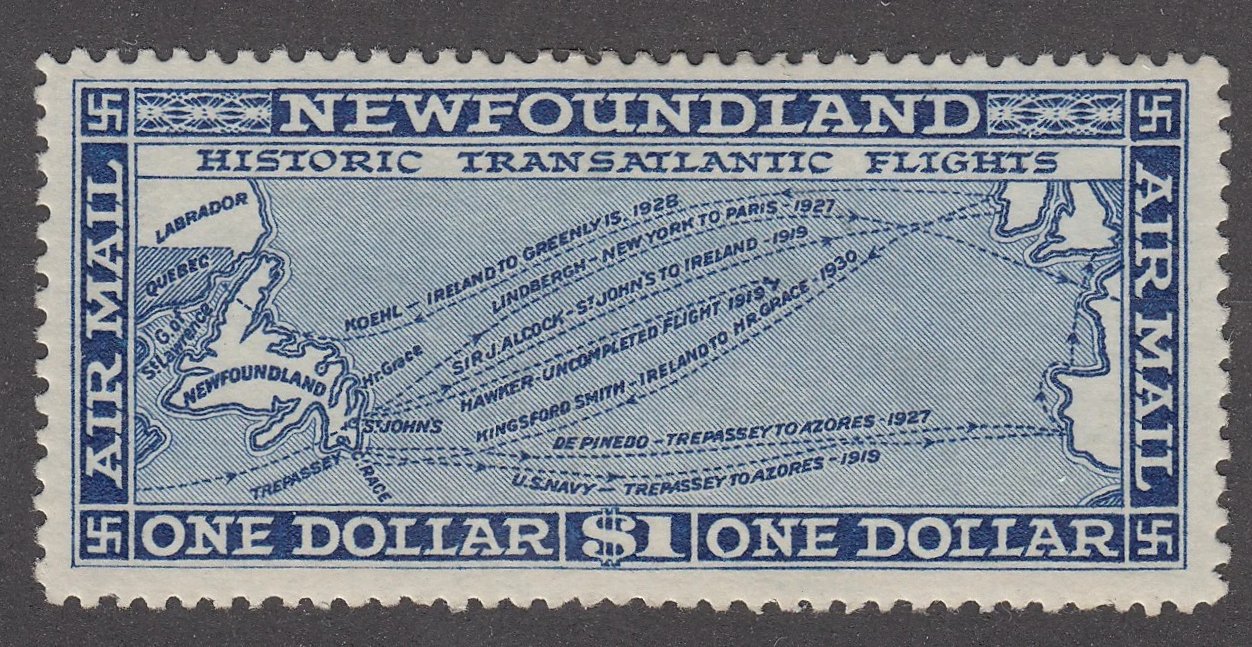 NEWFOUNDLAND
HISTORIC TRANSATLANTIC FLIGHTS
AIR MAIL
AIR MAIL
LABRADOR
QUEBEC
G. of
St Lawrence
NEWFOUNDLAND
Hr. Grace
ST JOHN'S
TREPASSEY
C. RACE
KOEHL - IRELAND TO GREENLY IS. 1928
LINDBERGH - NEW YORK TO PARIS - 1927
SIR J. ALCOCK - ST JOHN'S TO IRELAND - 1919
HAWKER - UNCOMPLETED FLIGHT 1919
KINGSFORD SMITH - IRELAND TO HR GRACE - 1930
DE PINEDO - TREPASSEY TO AZORES - 1927
U.S. NAVY - TREPASSEY TO AZORES - 1919
ONE DOLLAR $1 ONE DOLLAR